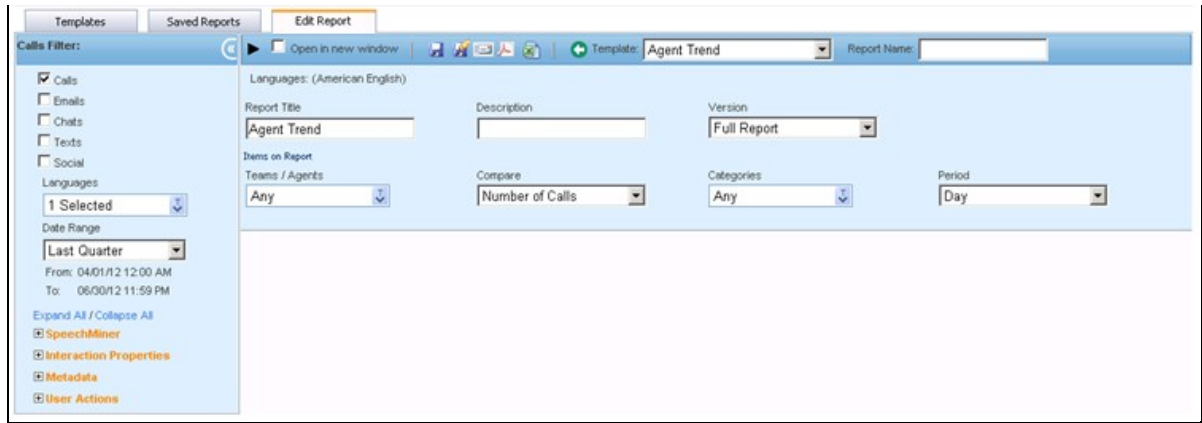 Templates
Saved Reports
Edit Report
Calls Filter:
Open in new window
Template:
Agent Trend
Report Name:
Calls
Emails
Chats
Texts
Social
Languages
1 Selected
Date Range
Last Quarter
From: 04/01/12 12:00 AM
To: 06/30/12 11:59 PM
Expand All / Collapse All
SpeechMiner
Interaction Properties
Metadata
User Actions
Languages: (American English)
Report Title
Description
Version
Agent Trend
Full Report
Items on Report
Teams / Agents
Compare
Categories
Period
Any
Number of Calls
Any
Day